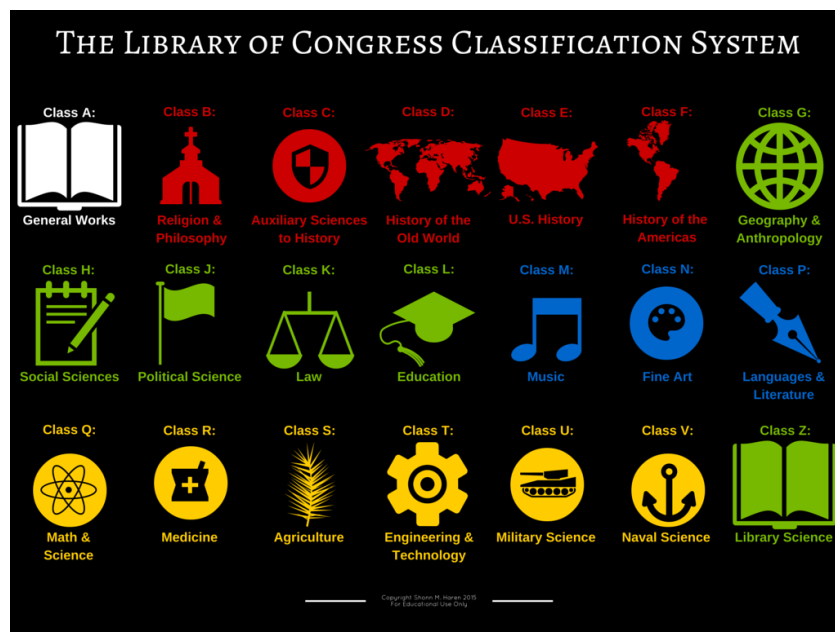 The Library of Congress Classification System
Class A:
Class B:
Class C:
Class D:
Class E:
Class F:
Class G:
General Works
Religion &
Philosophy
Auxiliary Sciences
to History
History of the
Old World
U.S. History
History of the
Americas
Geography &
Anthropology
Class H:
Class J:
Class K:
Class L:
Class M:
Class N:
Class P:
Social Sciences
Political Science
Law
Education
Music
Fine Art
Languages &
Literature
Class Q:
Class R:
Class S:
Class T:
Class U:
Class V:
Class Z:
Math &
Science
Medicine
Agriculture
Engineering &
Technology
Military Science
Naval Science
Library Science
Copyright Shonn M. Haren 2015
For Educational Use Only